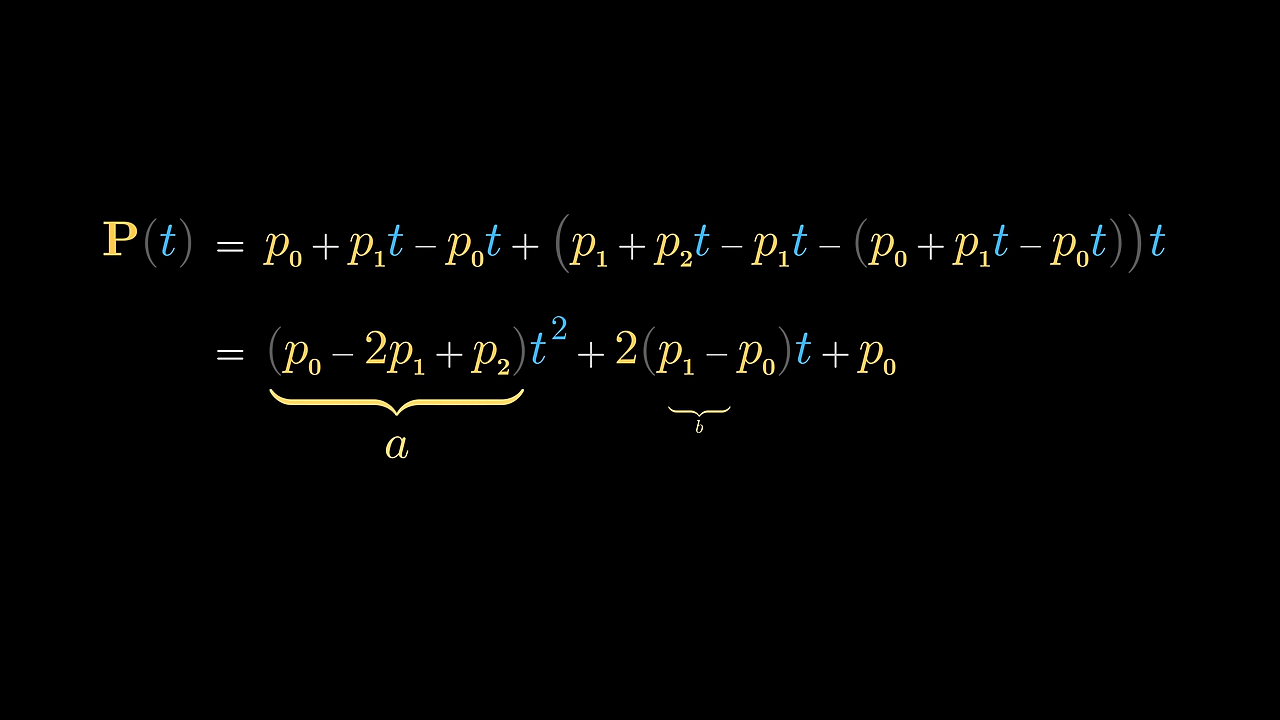 P(t) = p₀ + p₁t − p₀t + (p₁ + p₂t − p₁t − (p₀ + p₁t − p₀t))t
= (p₀ − 2p₁ + p₂)t² + 2(p₁ − p₀)t + p₀
a b